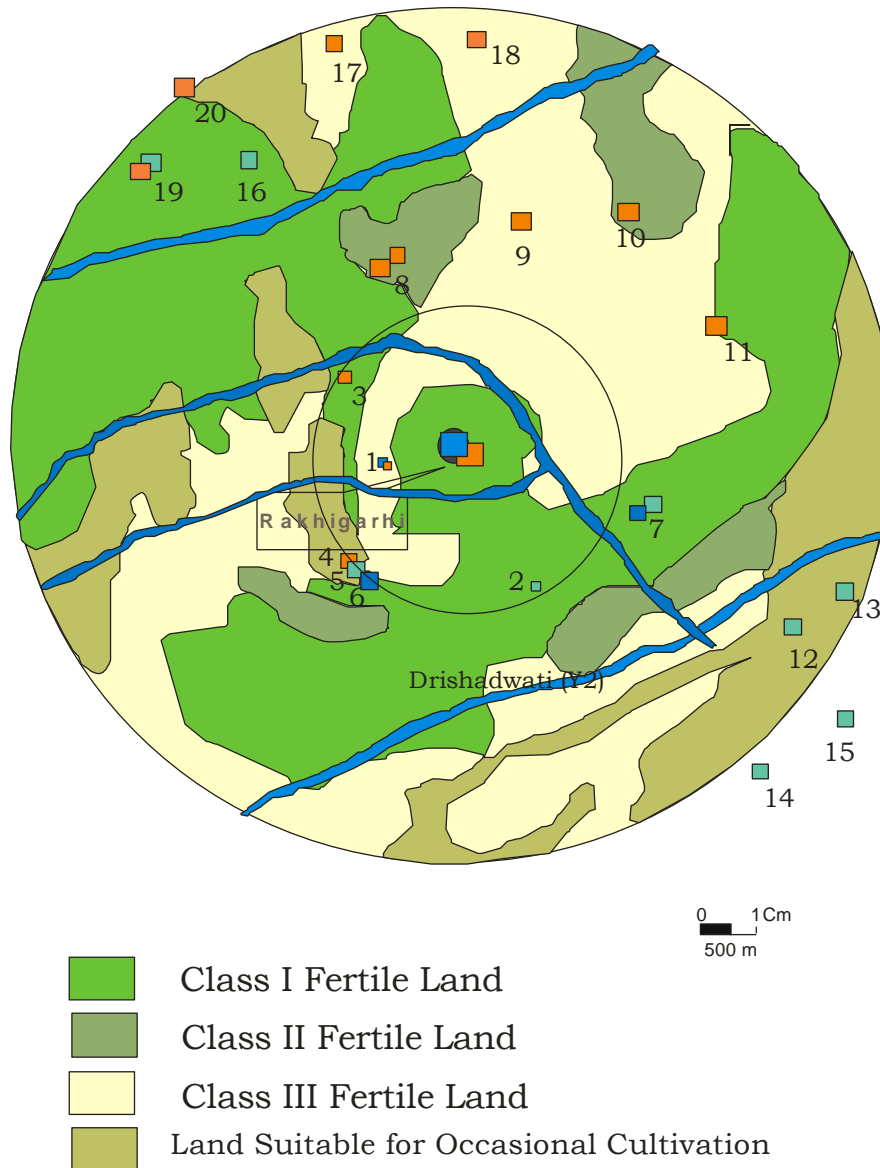 17
18
20
19
16
10
9
8
11
3
1
Rakhigarhi
7
4
5
2
6
13
12
Drishadwati (Y2)
15
14
0 1Cm
500 m
Class I Fertile Land
Class II Fertile Land
Class III Fertile Land
Land Suitable for Occasional Cultivation